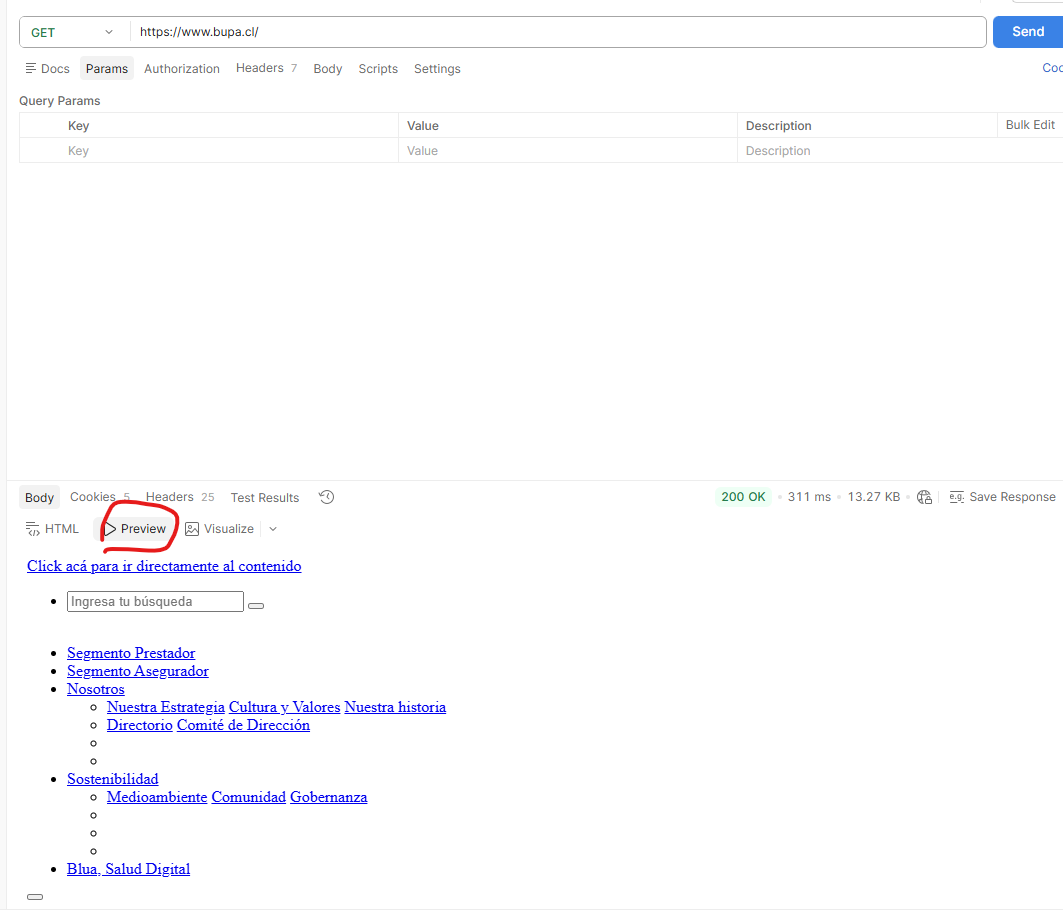 GET https://www.bupa.cl/ Send
Docs Params Authorization Headers 7 Body Scripts Settings
Query Params
Key Value Description Bulk Edit
Key Value Description
Body Cookies 5 Headers 25 Test Results 200 OK • 311 ms • 13.27 KB • e.g. Save Response
HTML Preview Visualize
Click acá para ir directamente al contenido
Ingresa tu búsqueda
Segmento Prestador
Segmento Asegurador
Nosotros
Nuestra Estrategia Cultura y Valores Nuestra historia
Directorio Comité de Dirección
Sostenibilidad
Medioambiente Comunidad Gobernanza
Blua, Salud Digital